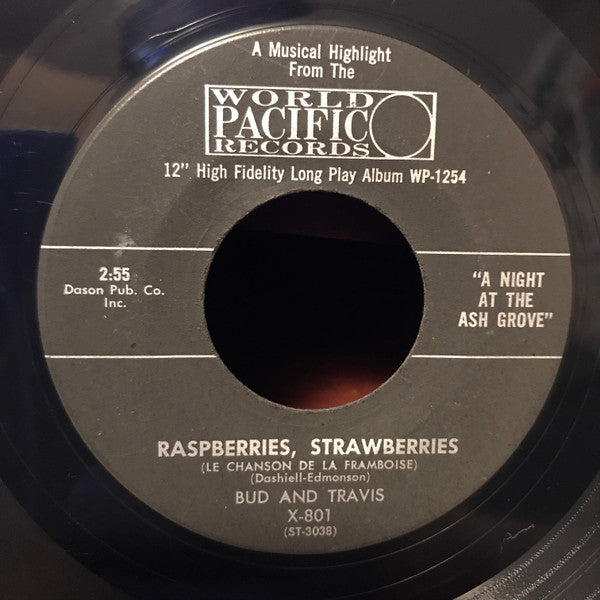 A Musical Highlight
From The
WORLD
PACIFIC
RECORDS
12" High Fidelity Long Play Album WP-1254
2:55
Dason Pub. Co.
Inc.
"A NIGHT
AT THE
ASH GROVE"
RASPBERRIES, STRAWBERRIES
(LE CHANSON DE LA FRAMBOISE)
(Dashiell-Edmonson)
BUD AND TRAVIS
X-801
(ST-3038)